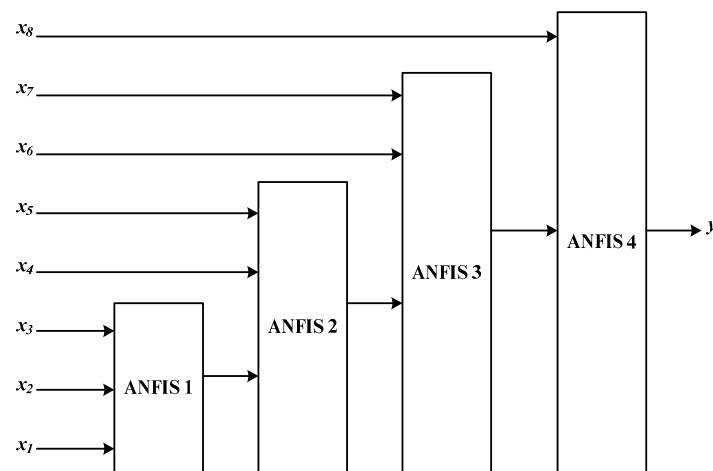 x8
x7
x6
x5
x4
x3
x2
x1
ANFIS 1
ANFIS 2
ANFIS 3
ANFIS 4
y